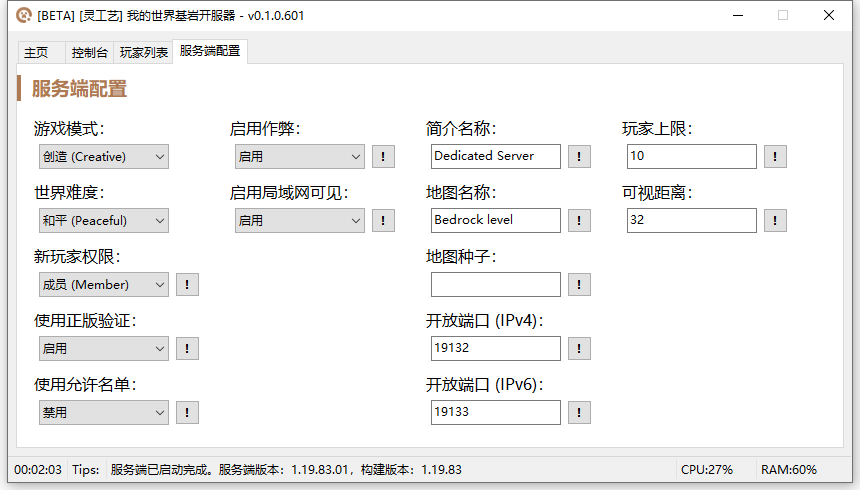 [BETA] [灵工艺] 我的世界基岩开服器 - v0.1.0.601
主页 控制台 玩家列表 服务端配置
服务端配置
游戏模式： 启用作弊： 简介名称： 玩家上限：
创造 (Creative) 启用 ! Dedicated Server ! 10 !
世界难度： 启用局域网可见： 地图名称： 可视距离：
和平 (Peaceful) 启用 ! Bedrock level ! 32 !
新玩家权限： 地图种子：
成员 (Member) ! !
使用正版验证： 开放端口 (IPv4)：
启用 ! 19132 !
使用允许名单： 开放端口 (IPv6)：
禁用 ! 19133 !
00:02:03 Tips: 服务端已启动完成。服务端版本：1.19.83.01，构建版本：1.19.83 CPU:27% RAM:60%